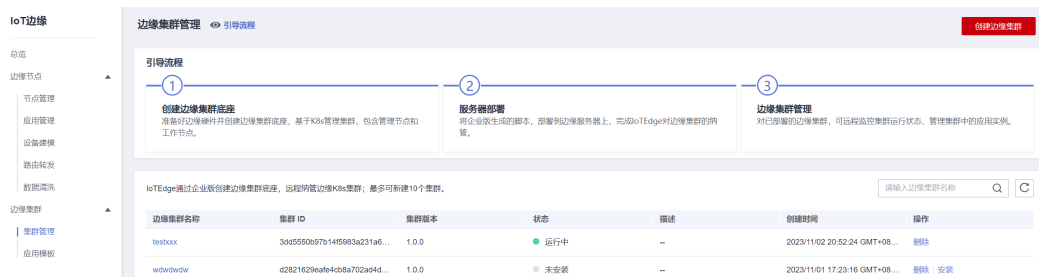 IoT边缘
总览
边缘节点
节点管理
应用管理
设备建模
路由转发
数据清洗
边缘集群
集群管理
应用模板
边缘集群管理 引导流程
创建边缘集群
引导流程
1
创建边缘集群底座
准备好边缘硬件并创建边缘集群底座，基于K8s管理集群，包含管理节点和
工作节点。
2
服务器部署
将企业版生成的脚本，部署到边缘服务器上，完成IoTEdge对边缘集群的纳
管。
3
边缘集群管理
对已部署的边缘集群，可远程监控集群运行状态、管理集群中的应用实例。
IoTEdge通过企业版创建边缘集群底座，远程纳管边缘K8s集群；最多可新建10个集群。
请输入边缘集群名称
边缘集群名称 集群 ID 集群版本 状态 描述 创建时间 操作
testxxx 3dd5550b97b14f5983a231a6... 1.0.0 运行中 -- 2023/11/02 20:52:24 GMT+08... 删除
wdwdwdw d2821629eafe4cb8a702ad4d... 1.0.0 未安装 -- 2023/11/01 17:23:16 GMT+08... 删除 | 安装